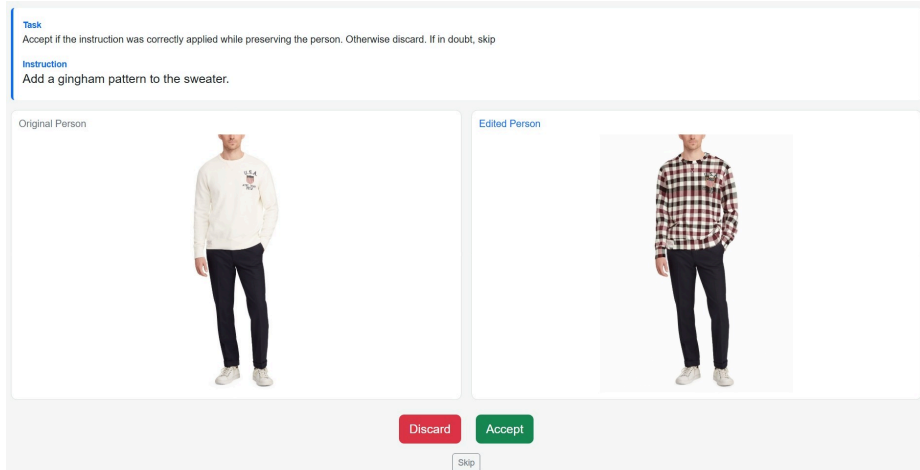 Task
Accept if the instruction was correctly applied while preserving the person. Otherwise discard. If in doubt, skip
Instruction
Add a gingham pattern to the sweater.
Original Person
Edited Person
U.S.A
Discard
Accept
Skip